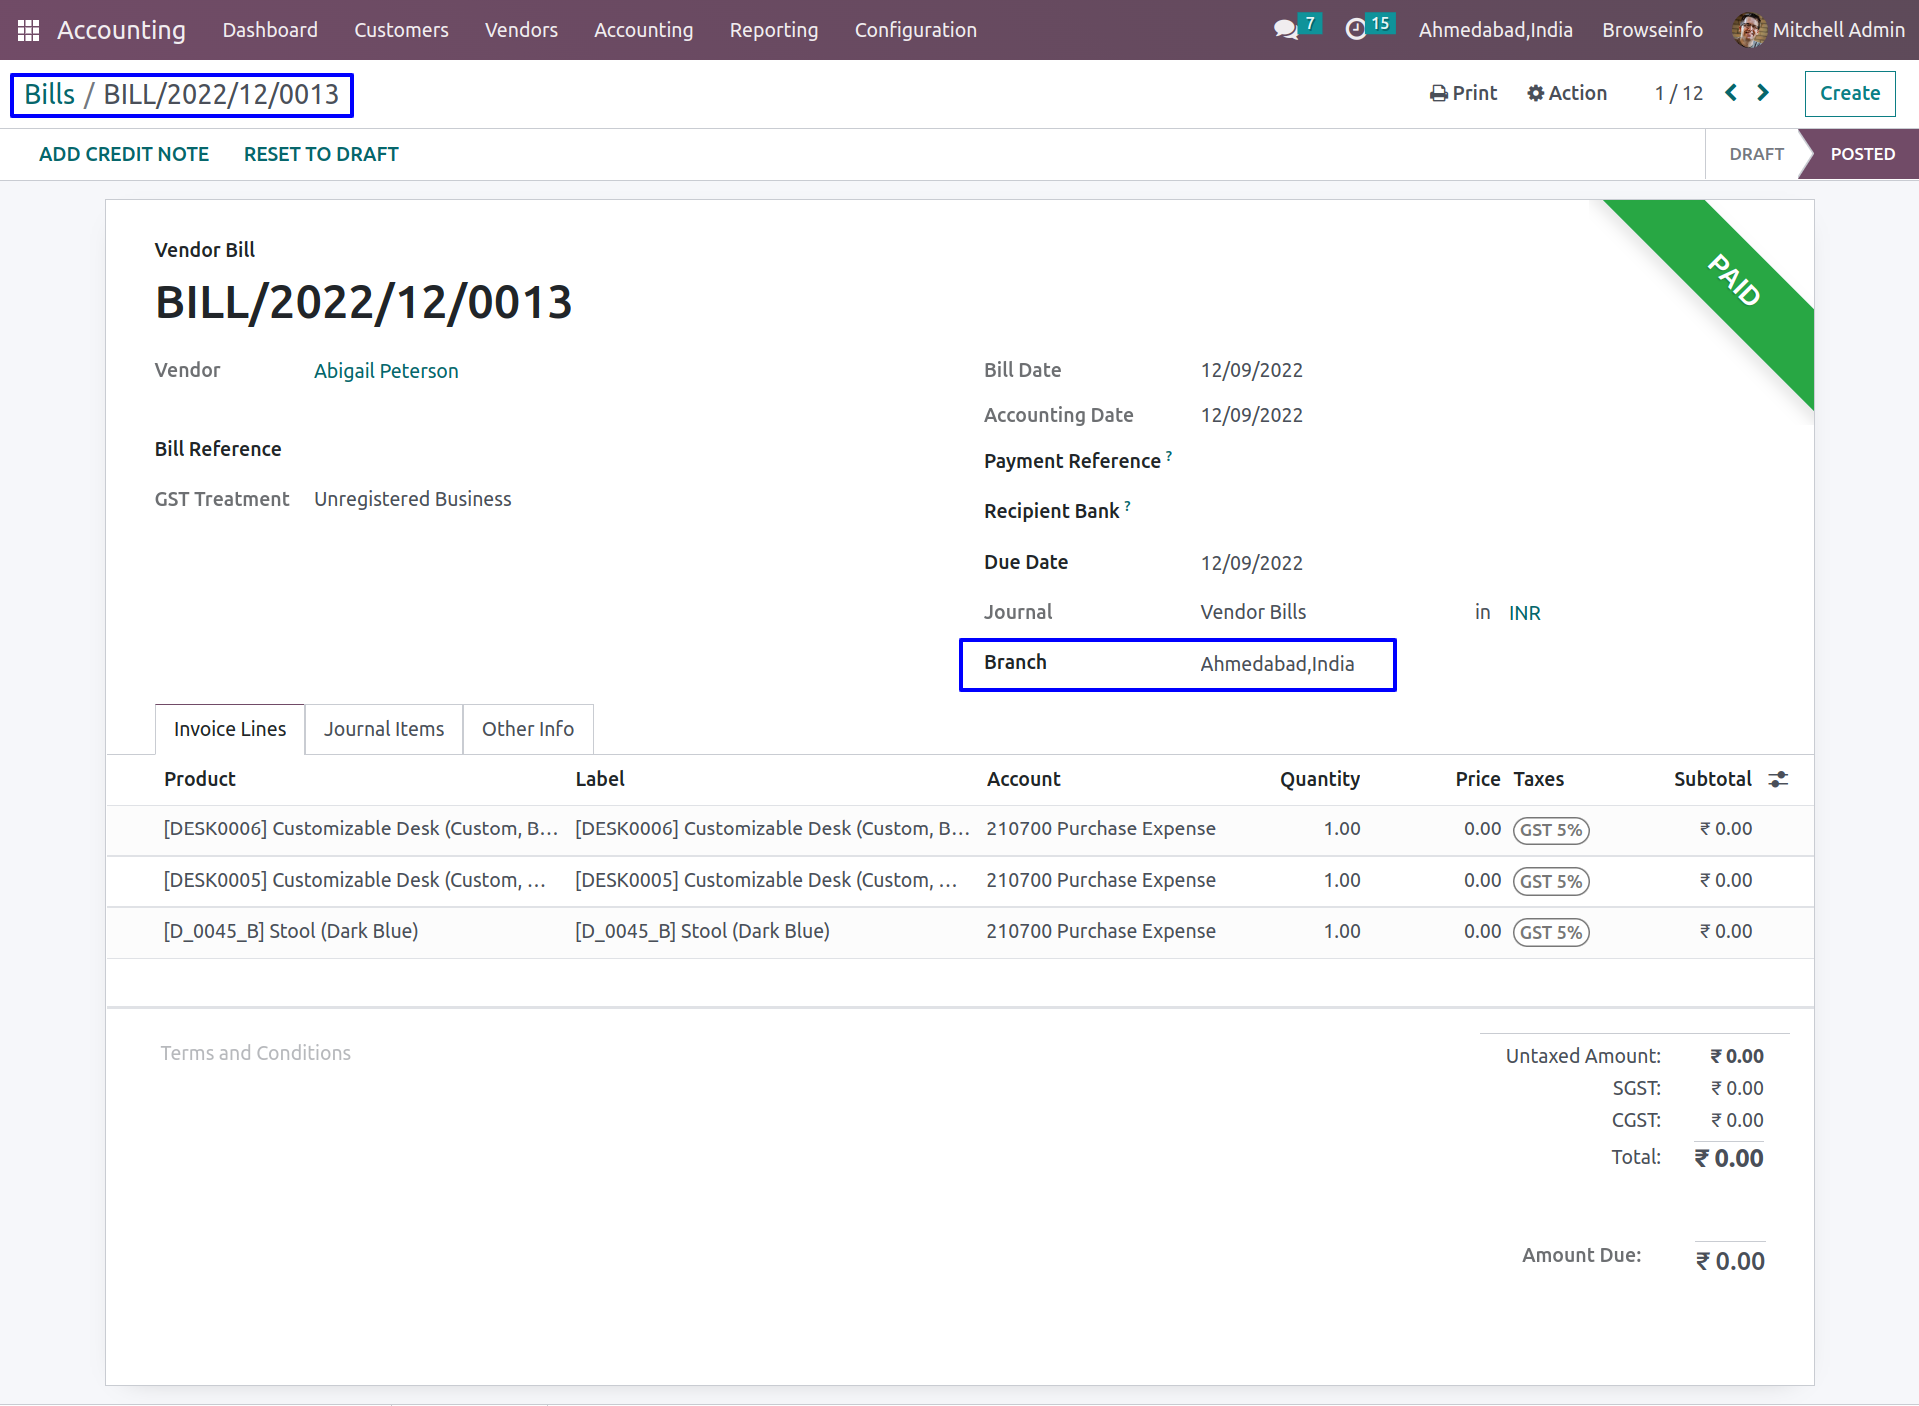 Accounting Dashboard Customers Vendors Accounting Reporting Configuration 7 15 Ahmedabad,India Browseinfo Mitchell Admin
Bills / BILL/2022/12/0013 Print Action 1 / 12 Create
ADD CREDIT NOTE RESET TO DRAFT DRAFT POSTED
PAID
Vendor Bill
BILL/2022/12/0013
Vendor Abigail Peterson Bill Date 12/09/2022
Accounting Date 12/09/2022
Bill Reference Payment Reference ?
GST Treatment Unregistered Business Recipient Bank ?
Due Date 12/09/2022
Journal Vendor Bills in INR
Branch Ahmedabad,India
Invoice Lines Journal Items Other Info
Product Label Account Quantity Price Taxes Subtotal
[DESK0006] Customizable Desk (Custom, B... [DESK0006] Customizable Desk (Custom, B... 210700 Purchase Expense 1.00 0.00 GST 5% ₹ 0.00
[DESK0005] Customizable Desk (Custom, ... [DESK0005] Customizable Desk (Custom, ... 210700 Purchase Expense 1.00 0.00 GST 5% ₹ 0.00
[D_0045_B] Stool (Dark Blue) [D_0045_B] Stool (Dark Blue) 210700 Purchase Expense 1.00 0.00 GST 5% ₹ 0.00
Terms and Conditions
Untaxed Amount: ₹ 0.00
SGST: ₹ 0.00
CGST: ₹ 0.00
Total: ₹ 0.00
Amount Due: ₹ 0.00